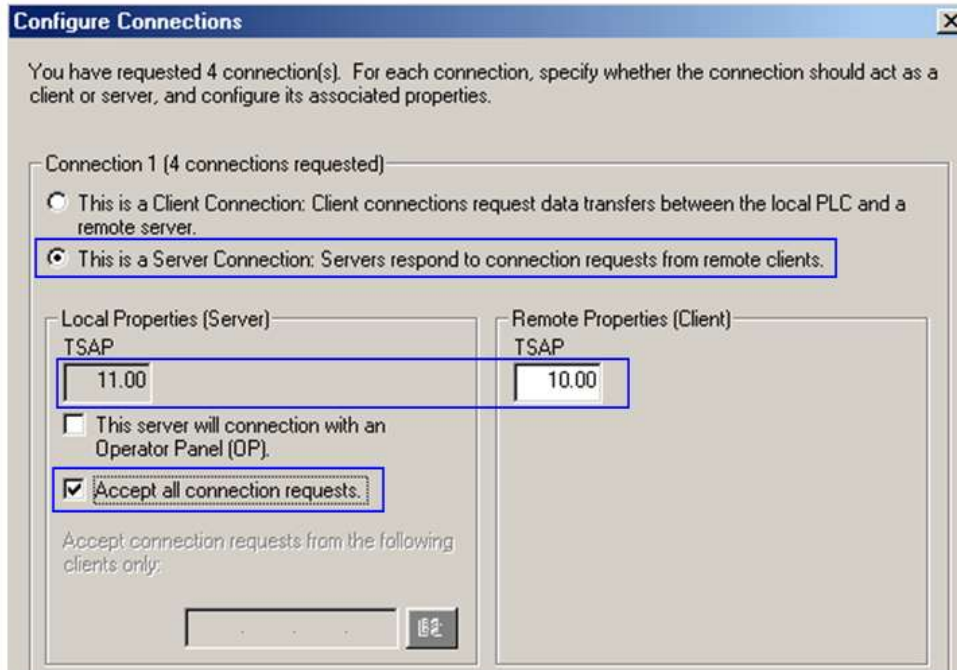 Configure Connections
You have requested 4 connection(s). For each connection, specify whether the connection should act as a
client or server, and configure its associated properties.
Connection 1 (4 connections requested)
This is a Client Connection: Client connections request data transfers between the local PLC and a
remote server.
This is a Server Connection: Servers respond to connection requests from remote clients.
Local Properties (Server)
TSAP
11.00
This server will connection with an
Operator Panel (OP).
Accept all connection requests.
Accept connection requests from the following
clients only:
Remote Properties (Client)
TSAP
10.00